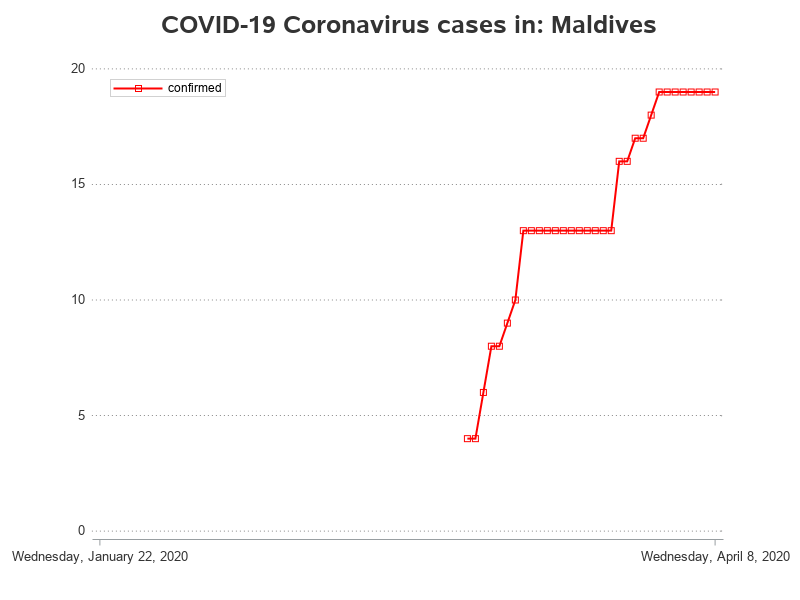 COVID-19 Coronavirus cases in: Maldives
20
confirmed
15
10
5
0
Wednesday, January 22, 2020
Wednesday, April 8, 2020